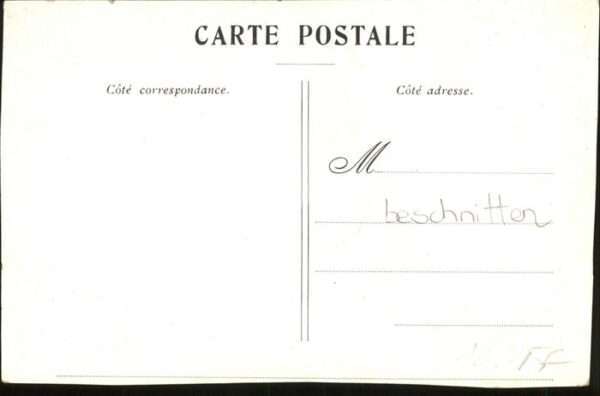 CARTE POSTALE
Côté correspondance.
Côté adresse.
M
beschnitten